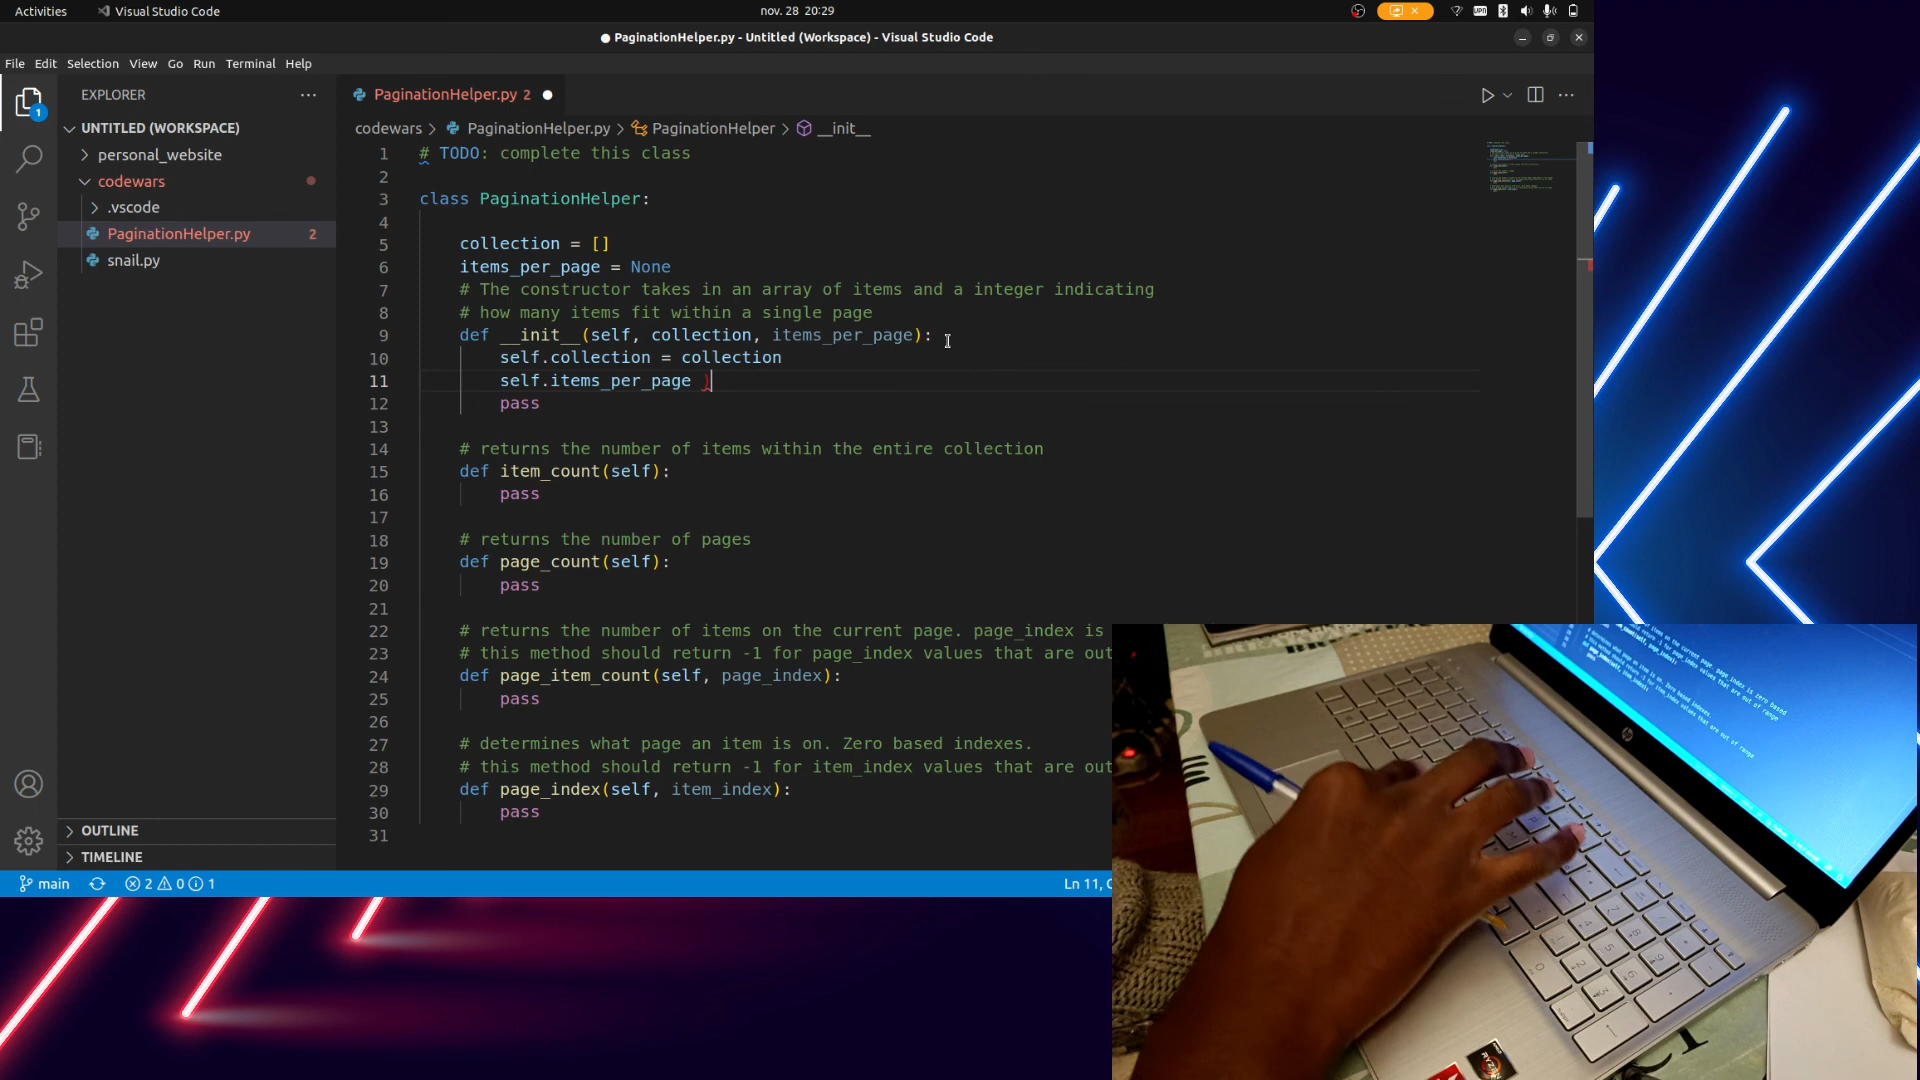 Activities
Visual Studio Code
nov. 28 20:29
● PaginationHelper.py - Untitled (Workspace) - Visual Studio Code
File Edit Selection View Go Run Terminal Help
EXPLORER
1
UNTITLED (WORKSPACE)
personal_website
codewars
.vscode
PaginationHelper.py 2
snail.py
OUTLINE
TIMELINE
PaginationHelper.py 2
codewars > PaginationHelper.py > PaginationHelper > __init__
1 # TODO: complete this class
2
3 class PaginationHelper:
4
5 collection = []
6 items_per_page = None
7 # The constructor takes in an array of items and a integer indicating
8 # how many items fit within a single page
9 def __init__(self, collection, items_per_page):
10 self.collection = collection
11 self.items_per_page )
12 pass
13
14 # returns the number of items within the entire collection
15 def item_count(self):
16 pass
17
18 # returns the number of pages
19 def page_count(self):
20 pass
21
22 # returns the number of items on the current page. page_index is
23 # this method should return -1 for page_index values that are out
24 def page_item_count(self, page_index):
25 pass
26
27 # determines what page an item is on. Zero based indexes.
28 # this method should return -1 for item_index values that are out
29 def page_index(self, item_index):
30 pass
31
main 2 0 1
Ln 11, C
hp
RYZEN